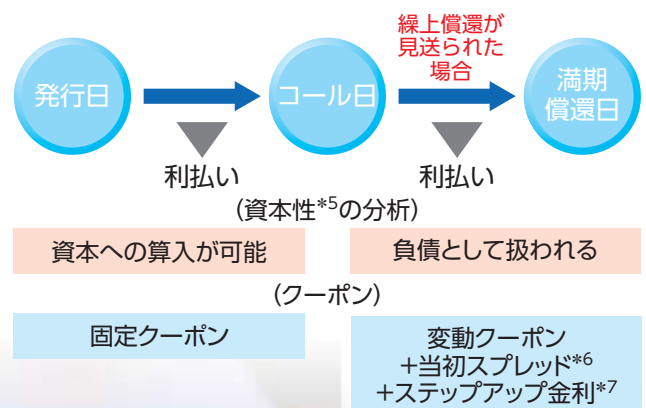 繰上償還が
見送られた
場合
発行日
コール日
満期
償還日
利払い
利払い
(資本性*5の分析)
資本への算入が可能
負債として扱われる
(クーポン)
固定クーポン
変動クーポン
+当初スプレッド*6
+ステップアップ金利*7